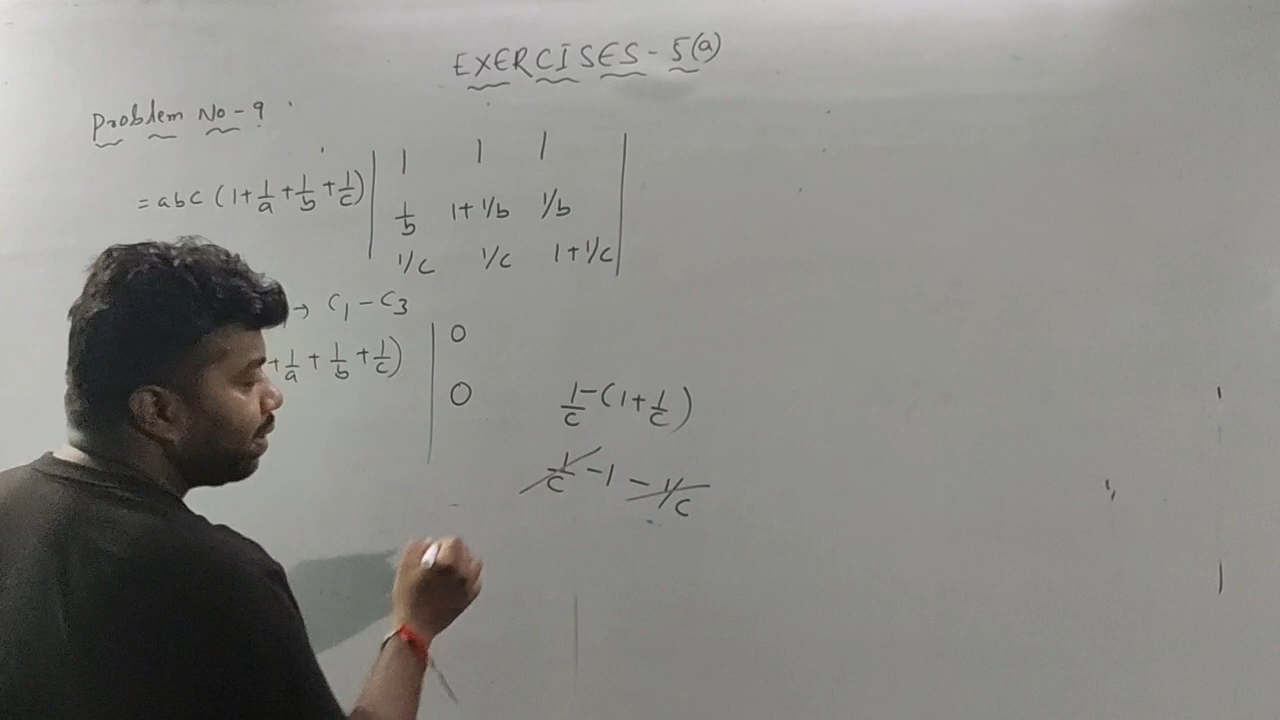 EXERCISES - 5(a)
Problem No - 9
= abc (1 + 1/a + 1/b + 1/c) | 1 1 1 |
1/b 1 + 1/b 1/b
1/c 1/c 1 + 1/c
→ C₁ - C₃
+ 1/a + 1/b + 1/c) | 0
0 1/c - (1 + 1/c)
1/c - 1 - 1/c